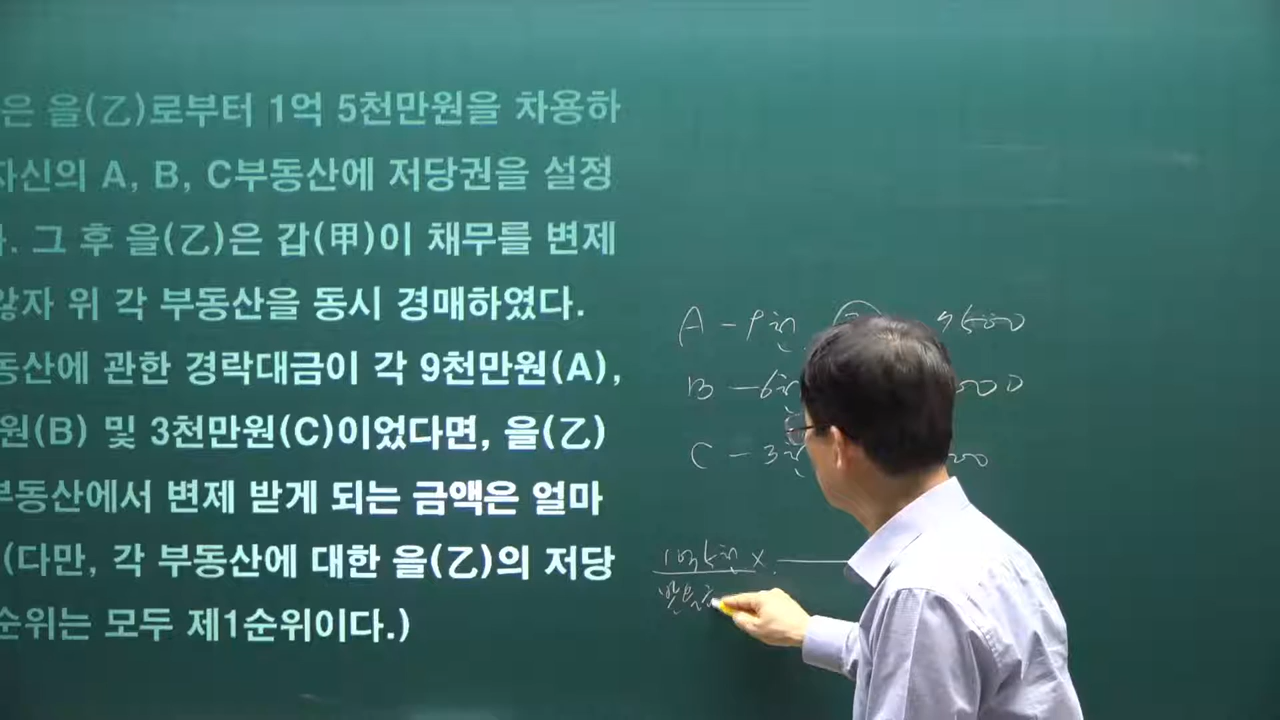 은 을(乙)로부터 1억 5천만원을 차용하
자신의 A, B, C부동산에 저당권을 설정
. 그 후 을(乙)은 갑(甲)이 채무를 변제
않자 위 각 부동산을 동시 경매하였다.
동산에 관한 경락대금이 각 9천만원(A),
원(B) 및 3천만원(C)이었다면, 을(乙)
부동산에서 변제 받게 되는 금액은 얼마
(다만, 각 부동산에 대한 을(乙)의 저당
순위는 모두 제1순위이다.)
A - 9천
B - 6천
C - 3천
1억5천 ×